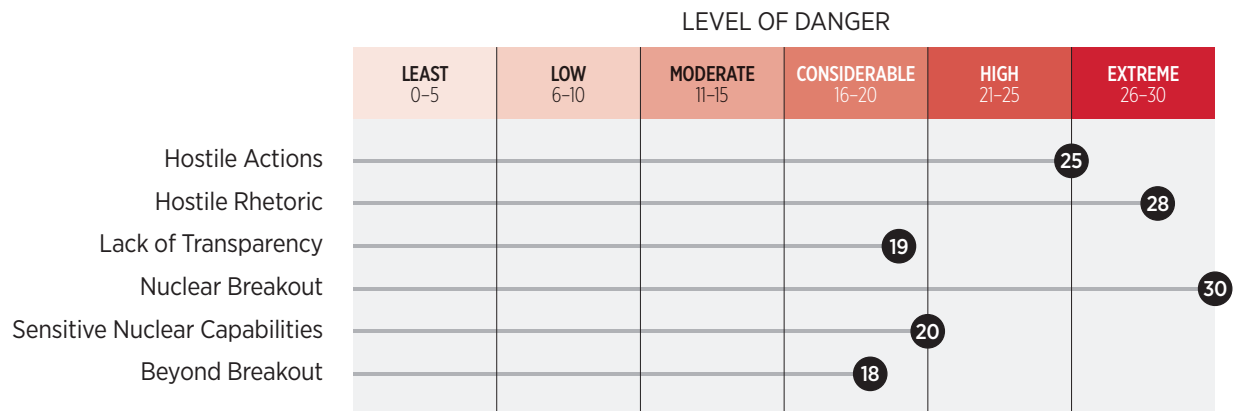 LEVEL OF DANGER
LEAST LOW MODERATE CONSIDERABLE HIGH EXTREME
0–5 6–10 11–15 16–20 21–25 26–30
Hostile Actions 25
Hostile Rhetoric 28
Lack of Transparency 19
Nuclear Breakout 30
Sensitive Nuclear Capabilities 20
Beyond Breakout 18